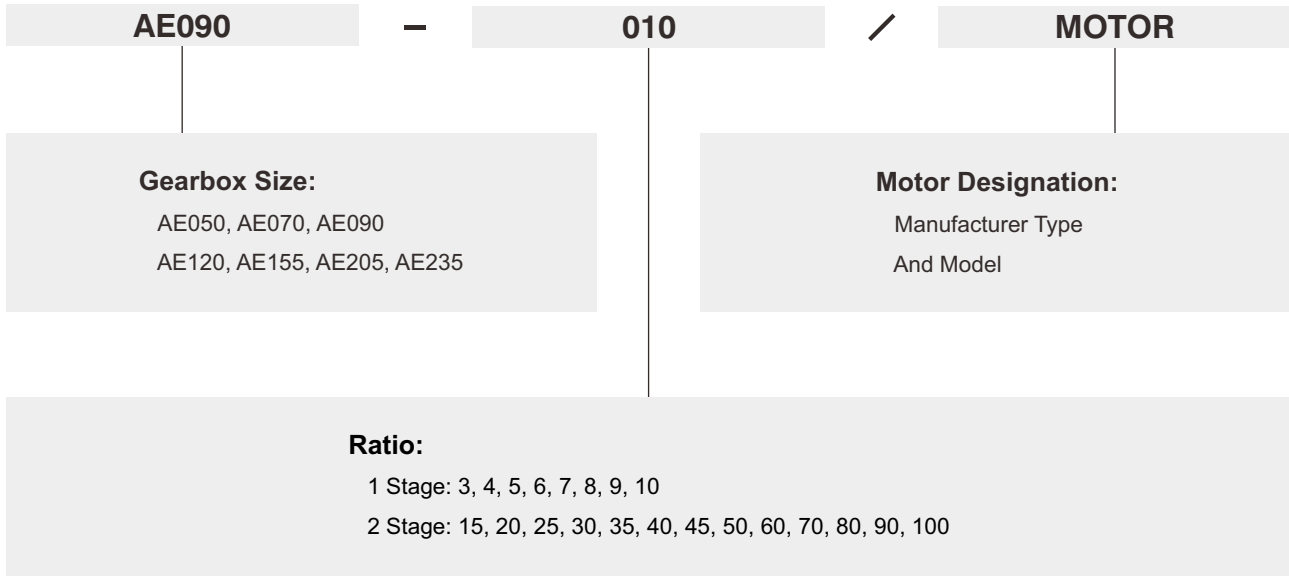 AE090 – 010 / MOTOR
Gearbox Size:
AE050, AE070, AE090
AE120, AE155, AE205, AE235
Motor Designation:
Manufacturer Type
And Model
Ratio:
1 Stage: 3, 4, 5, 6, 7, 8, 9, 10
2 Stage: 15, 20, 25, 30, 35, 40, 45, 50, 60, 70, 80, 90, 100